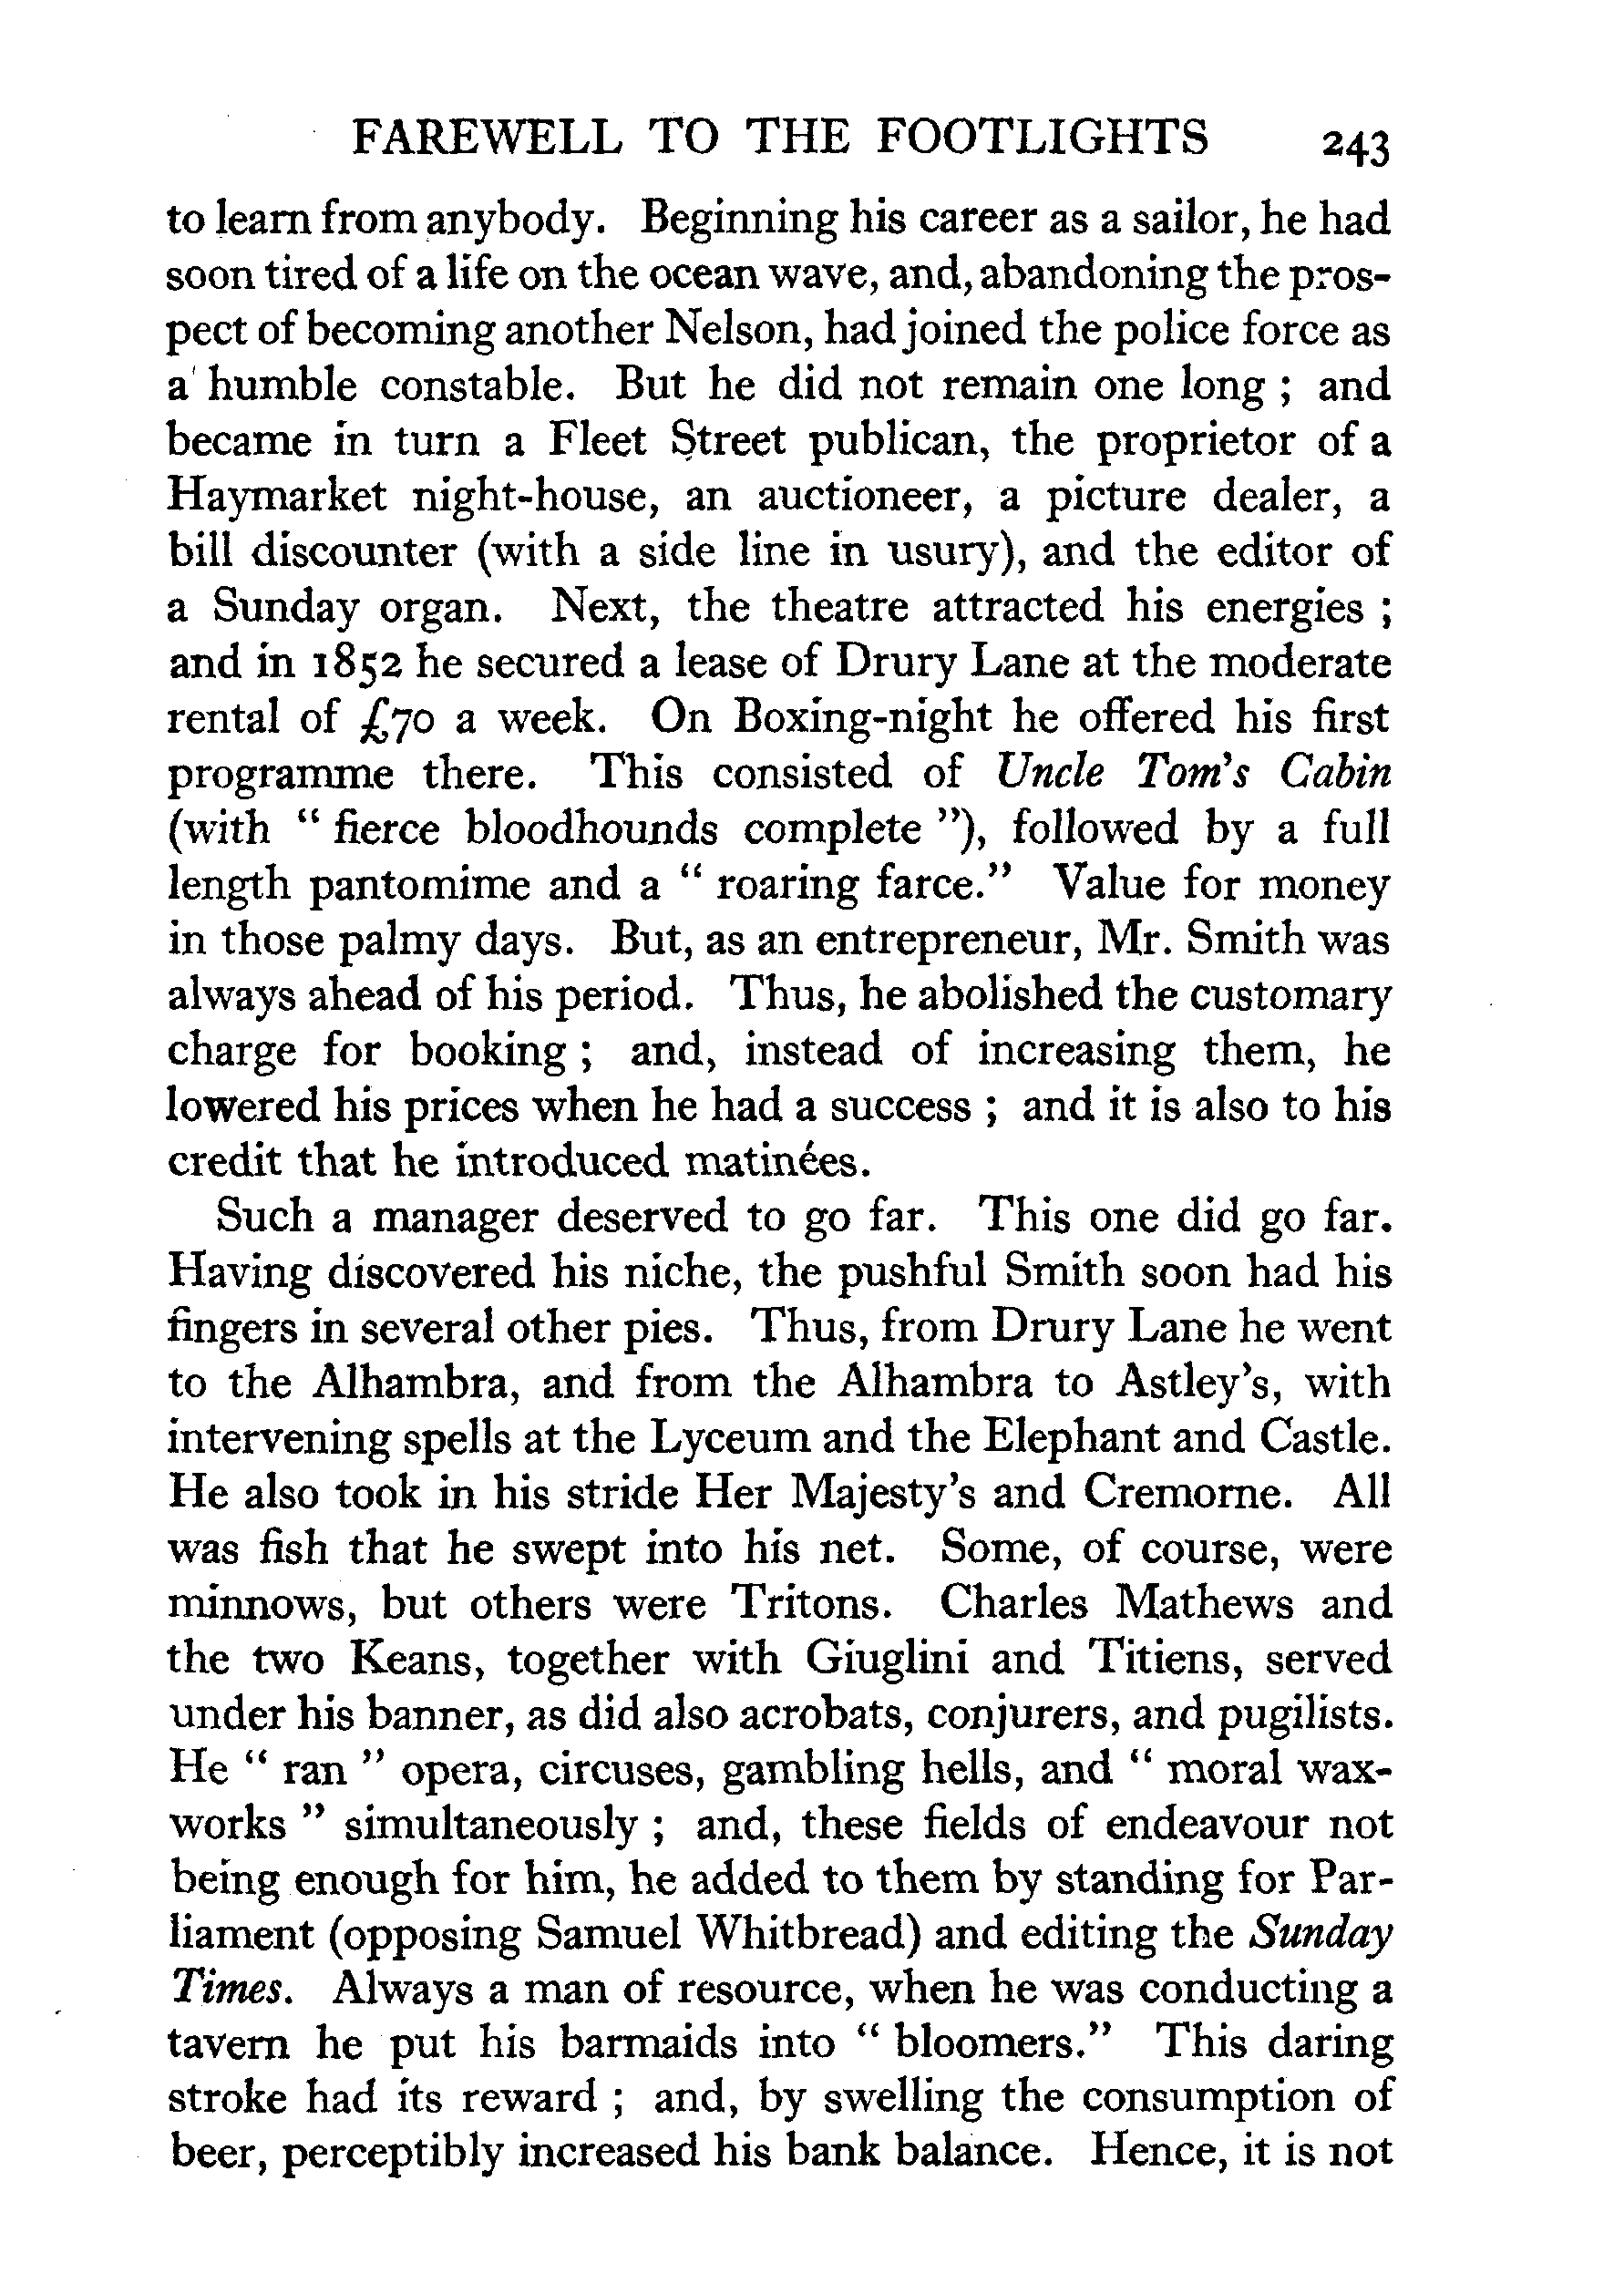 FAREWELL TO THE FOOTLIGHTS 243
to learn from anybody. Beginning his career as a sailor, he had
soon tired of a life on the ocean wave, and, abandoning the pros-
pect of becoming another Nelson, had joined the police force as
a humble constable. But he did not remain one long ; and
became in turn a Fleet Street publican, the proprietor of a
Haymarket night-house, an auctioneer, a picture dealer, a
bill discounter (with a side line in usury), and the editor of
a Sunday organ. Next, the theatre attracted his energies ;
and in 1852 he secured a lease of Drury Lane at the moderate
rental of £70 a week. On Boxing-night he offered his first
programme there. This consisted of Uncle Tom's Cabin
(with “ fierce bloodhounds complete ”), followed by a full
length pantomime and a “ roaring farce.” Value for money
in those palmy days. But, as an entrepreneur, Mr. Smith was
always ahead of his period. Thus, he abolished the customary
charge for booking ; and, instead of increasing them, he
lowered his prices when he had a success ; and it is also to his
credit that he introduced matinées.
Such a manager deserved to go far. This one did go far.
Having discovered his niche, the pushful Smith soon had his
fingers in several other pies. Thus, from Drury Lane he went
to the Alhambra, and from the Alhambra to Astley's, with
intervening spells at the Lyceum and the Elephant and Castle.
He also took in his stride Her Majesty's and Cremorne. All
was fish that he swept into his net. Some, of course, were
minnows, but others were Tritons. Charles Mathews and
the two Keans, together with Giuglini and Titiens, served
under his banner, as did also acrobats, conjurers, and pugilists.
He “ ran ” opera, circuses, gambling hells, and “ moral wax-
works ” simultaneously ; and, these fields of endeavour not
being enough for him, he added to them by standing for Par-
liament (opposing Samuel Whitbread) and editing the Sunday
Times. Always a man of resource, when he was conducting a
tavern he put his barmaids into “ bloomers.” This daring
stroke had its reward ; and, by swelling the consumption of
beer, perceptibly increased his bank balance. Hence, it is not